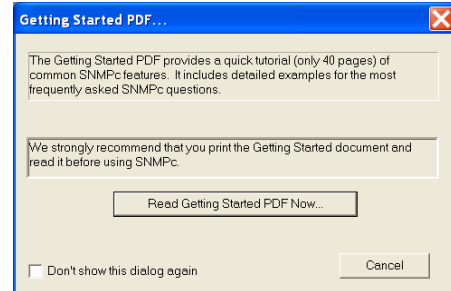 Getting Started PDF...
The Getting Started PDF provides a quick tutorial (only 40 pages) of
common SNMPc features. It includes detailed examples for the most
frequently asked SNMPc questions.
We strongly recommend that you print the Getting Started document and
read it before using SNMPc.
Read Getting Started PDF Now...
Don't show this dialog again
Cancel